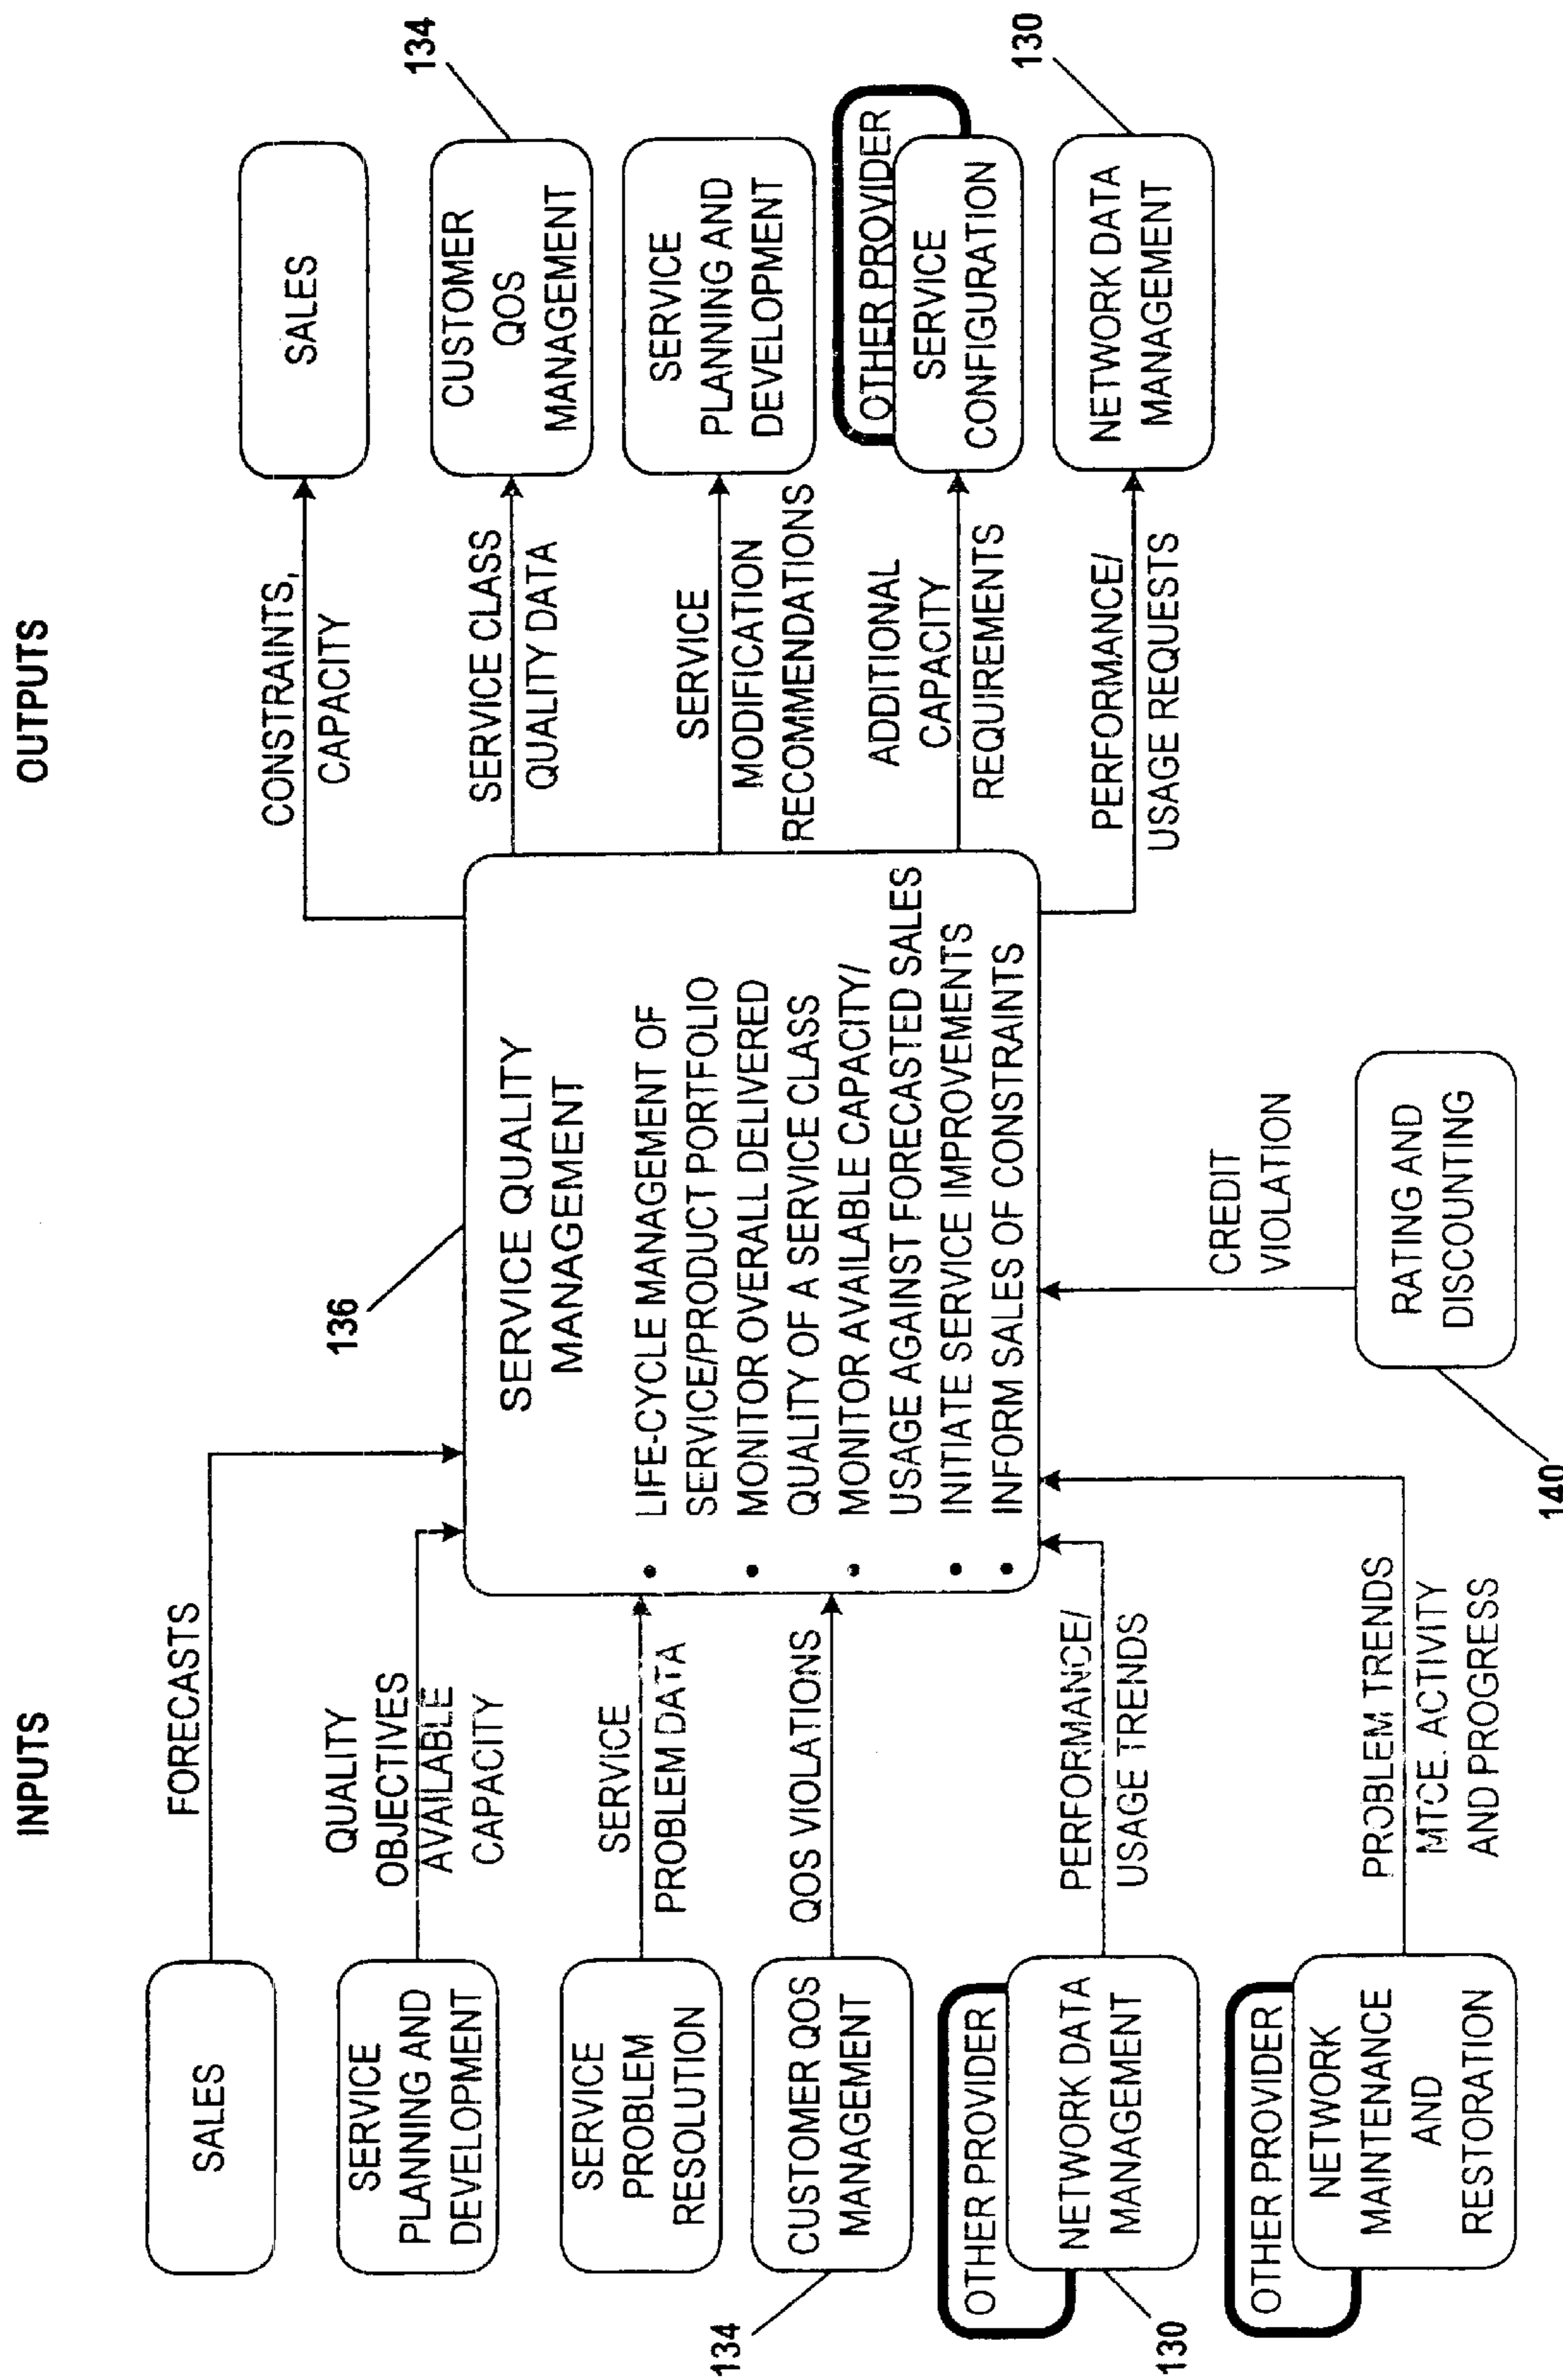 INPUTS
OUTPUTS
SALES
FORECASTS
SERVICE
PLANNING AND
DEVELOPMENT
QUALITY
OBJECTIVES
AVAILABLE
CAPACITY
SERVICE
PROBLEM
RESOLUTION
SERVICE
PROBLEM DATA
CUSTOMER QOS
MANAGEMENT
134
QOS VIOLATIONS
OTHER PROVIDER
NETWORK DATA
MANAGEMENT
130
PERFORMANCE/
USAGE TRENDS
OTHER PROVIDER
NETWORK
MAINTENANCE
AND
RESTORATION
PROBLEM TRENDS
MTCE. ACTIVITY
AND PROGRESS
136
SERVICE QUALITY
MANAGEMENT
• LIFE-CYCLE MANAGEMENT OF
SERVICE/PRODUCT PORTFOLIO
• MONITOR OVERALL DELIVERED
QUALITY OF A SERVICE CLASS
• MONITOR AVAILABLE CAPACITY/
USAGE AGAINST FORECASTED SALES
• INITIATE SERVICE IMPROVEMENTS
• INFORM SALES OF CONSTRAINTS
CREDIT
VIOLATION
RATING AND
DISCOUNTING
140
CONSTRAINTS,
CAPACITY
SALES
SERVICE CLASS
QUALITY DATA
CUSTOMER
QOS
MANAGEMENT
134
SERVICE
MODIFICATION
RECOMMENDATIONS
SERVICE
PLANNING AND
DEVELOPMENT
ADDITIONAL
CAPACITY
REQUIREMENTS
OTHER PROVIDER
SERVICE
CONFIGURATION
PERFORMANCE/
USAGE REQUESTS
NETWORK DATA
MANAGEMENT
130